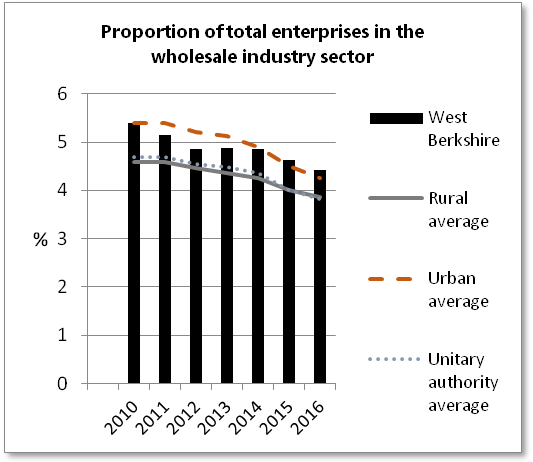 Proportion of total enterprises in the
wholesale industry sector
6
5
4
3
2
1
0
%
2010
2011
2012
2013
2014
2015
2016
West
Berkshire
Rural
average
Urban
average
Unitary
authority
average